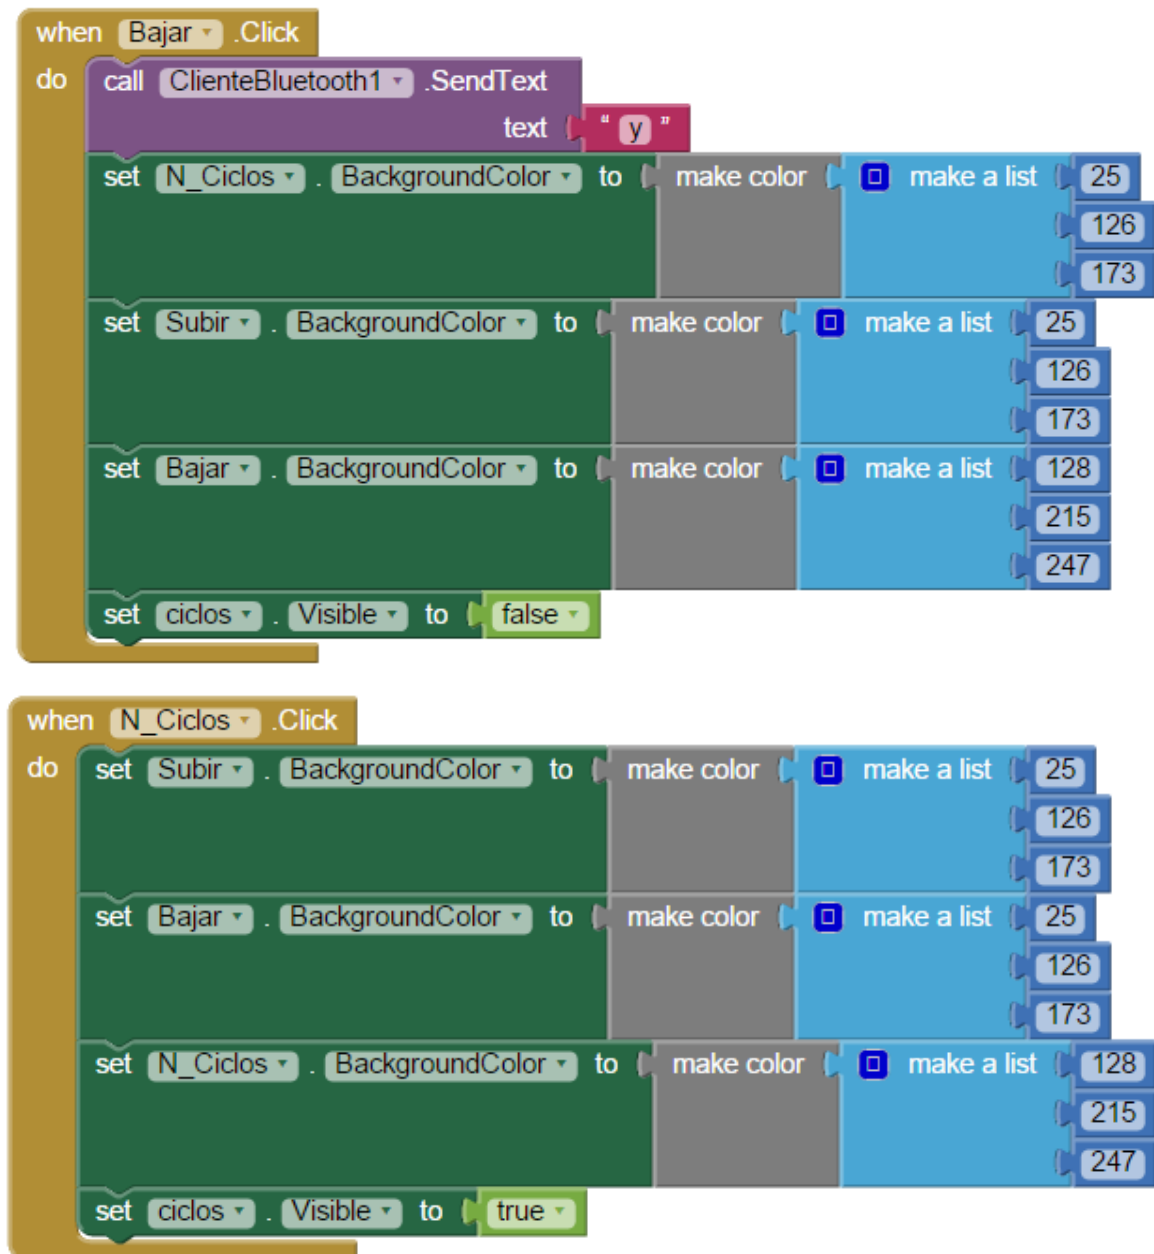 when Bajar .Click
do call ClienteBluetooth1 .SendText
text " y "
set N_Ciclos . BackgroundColor to make color make a list 25
126
173
set Subir . BackgroundColor to make color make a list 25
126
173
set Bajar . BackgroundColor to make color make a list 128
215
247
set ciclos . Visible to false
when N_Ciclos .Click
do set Subir . BackgroundColor to make color make a list 25
126
173
set Bajar . BackgroundColor to make color make a list 25
126
173
set N_Ciclos . BackgroundColor to make color make a list 128
215
247
set ciclos . Visible to true